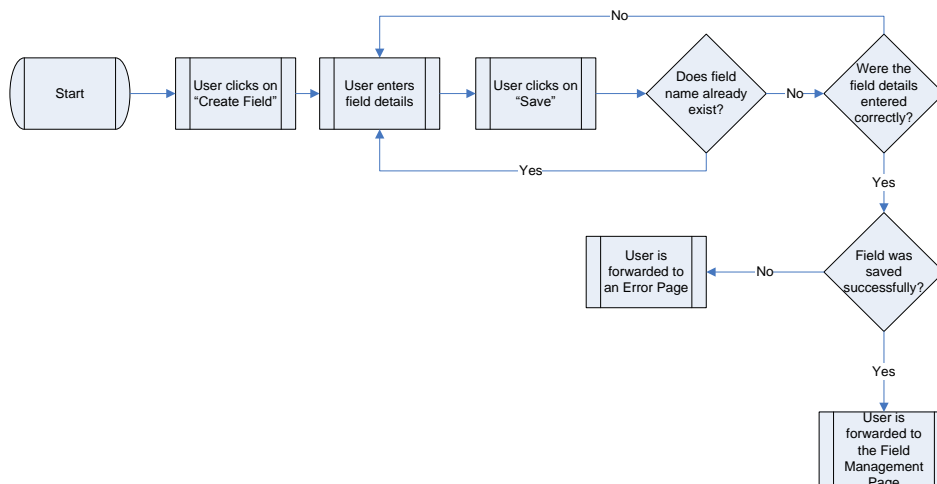 No
Start
User clicks on
“Create Field”
User enters
field details
User clicks on
“Save”
Does field
name already
exist?
No
Were the
field details
entered
correctly?
Yes
Yes
User is
forwarded to
an Error Page
No
Field was
saved
successfully?
Yes
User is
forwarded to
the Field
Management
Page